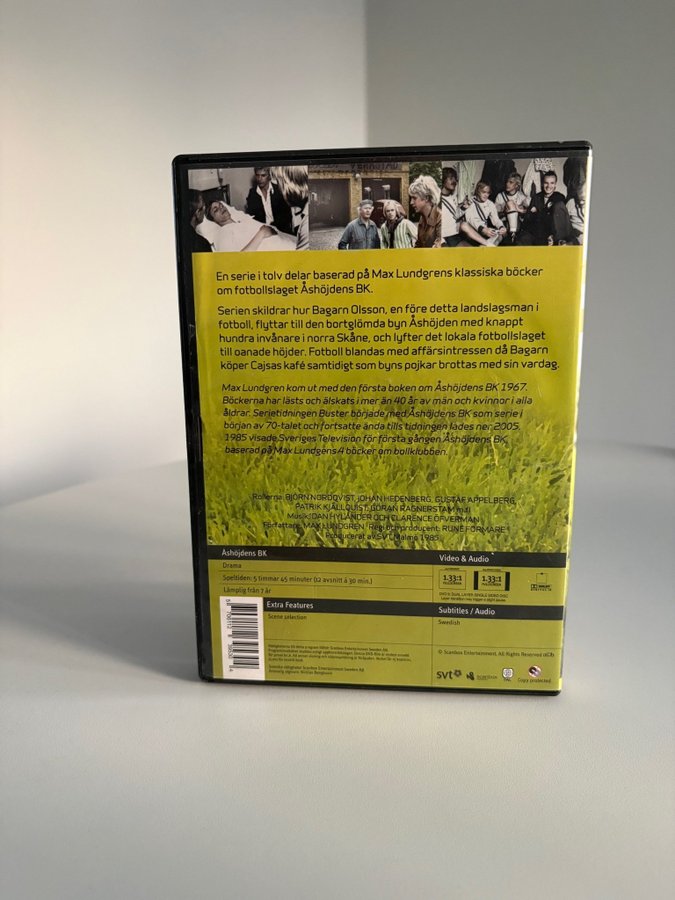 VERKSTAD
En serie i tolv delar baserad på Max Lundgrens klassiska böcker
om fotbollslaget Åshöjdens BK.
Serien skildrar hur Bagarn Olsson, en före detta landslagsman i
fotboll, flyttar till den bortglömda byn Åshöjden med knappt
hundra invånare i norra Skåne, och lyfter det lokala fotbollslaget
till oanade höjder. Fotboll blandas med affärsintressen då Bagarn
köper Cajsas kafé samtidigt som byns pojkar brottas med sin vardag.
Max Lundgren kom ut med den första boken om Åshöjdens BK 1967.
Böckerna har lästs och älskats i mer än 40 år av män och kvinnor i alla
åldrar. Serietidningen Buster började med Åshöjdens BK som serie i
början av 70-talet och fortsatte ända tills tidningen lades ner 2005.
1985 visade Sveriges Television för första gången Åshöjdens BK,
baserad på Max Lundgens 4 böcker om bollklubben.
Rollerna: BJÖRN NORDQVIST, JOHAN HEDENBERG, GUSTAF APPELBERG,
PATRIK KJÄLLQUIST, GÖRAN RAGNERSTAM m.fl
Musik: DAN HYLANDER OCH CLARENCE ÖFVERMAN
Författare: MAX LUNDGREN Regi och producent: RUNE FORMARE
Producerat av SVT Malmö 1985
Åshöjdens BK
Video & Audio
Drama
Speltiden: 5 timmar 45 minuter (12 avsnitt á 30 min.)
Lämplig från 7 år
1.33:1
1.33:1
Extra Features
Scene selection
Subtitles / Audio
Swedish
© Scanbox Entertainment. All Rights Reserved
svt
Copy protected